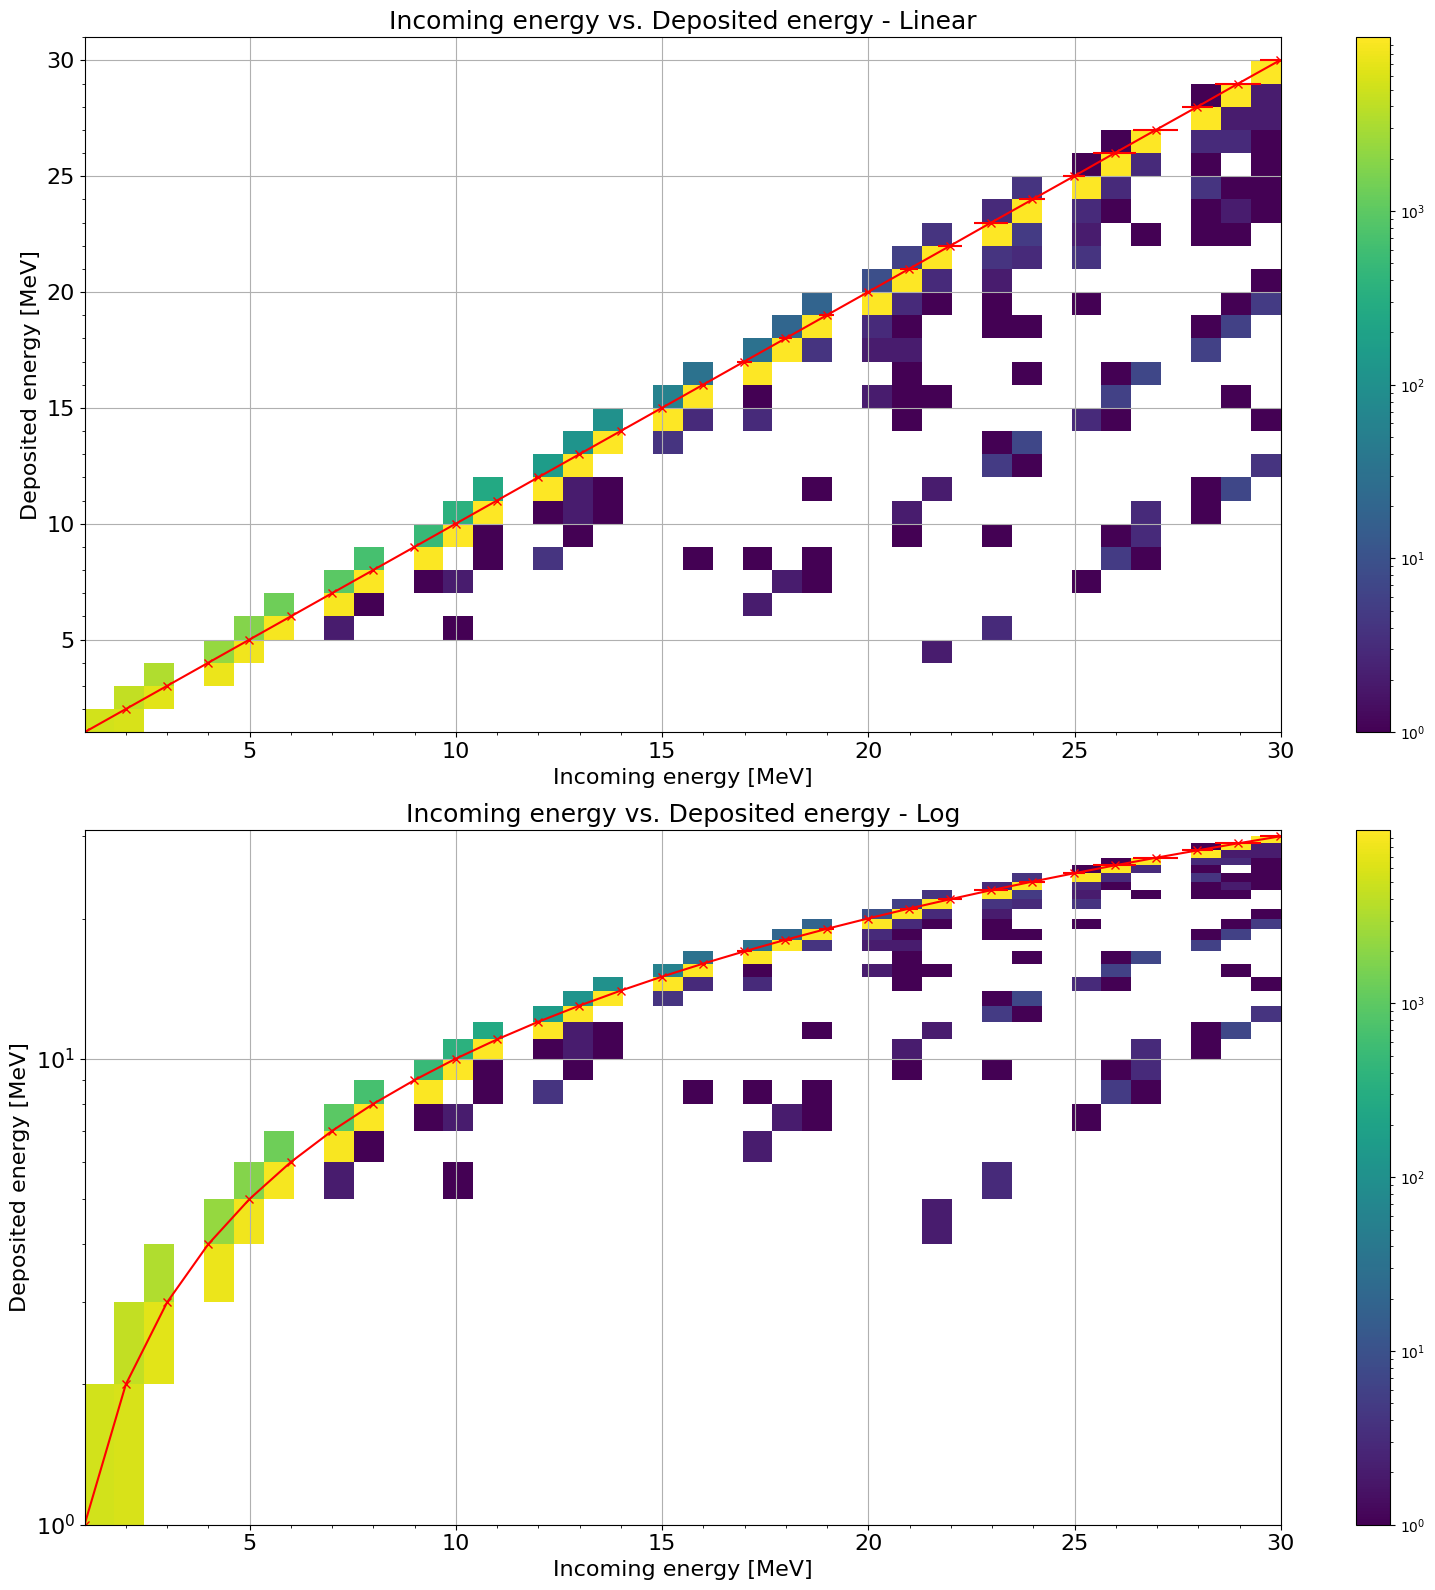 Incoming energy vs. Deposited energy - Linear
30
25
20
15
10
5
Deposited energy [MeV]
5 10 15 20 25 30
Incoming energy [MeV]
10³
10²
10¹
10⁰
Incoming energy vs. Deposited energy - Log
10¹
10⁰
Deposited energy [MeV]
5 10 15 20 25 30
Incoming energy [MeV]
10³
10²
10¹
10⁰